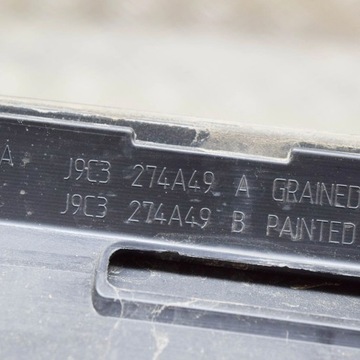 A J9C3 274A49 A GRAINED
J9C3 274A49 B PAINTED